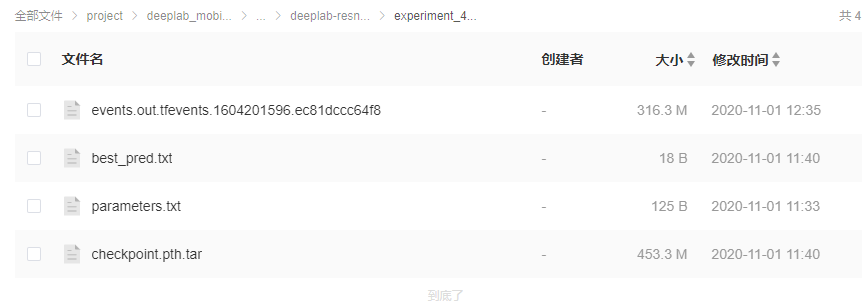 全部文件 > project > deeplab_mobi... > ... > deeplab-resn... > experiment_4... 共 4
文件名 创建者 大小 修改时间
events.out.tfevents.1604201596.ec81dccc64f8 - 316.3 M 2020-11-01 12:35
best_pred.txt - 18 B 2020-11-01 11:40
parameters.txt - 125 B 2020-11-01 11:33
checkpoint.pth.tar - 453.3 M 2020-11-01 11:40
到底了